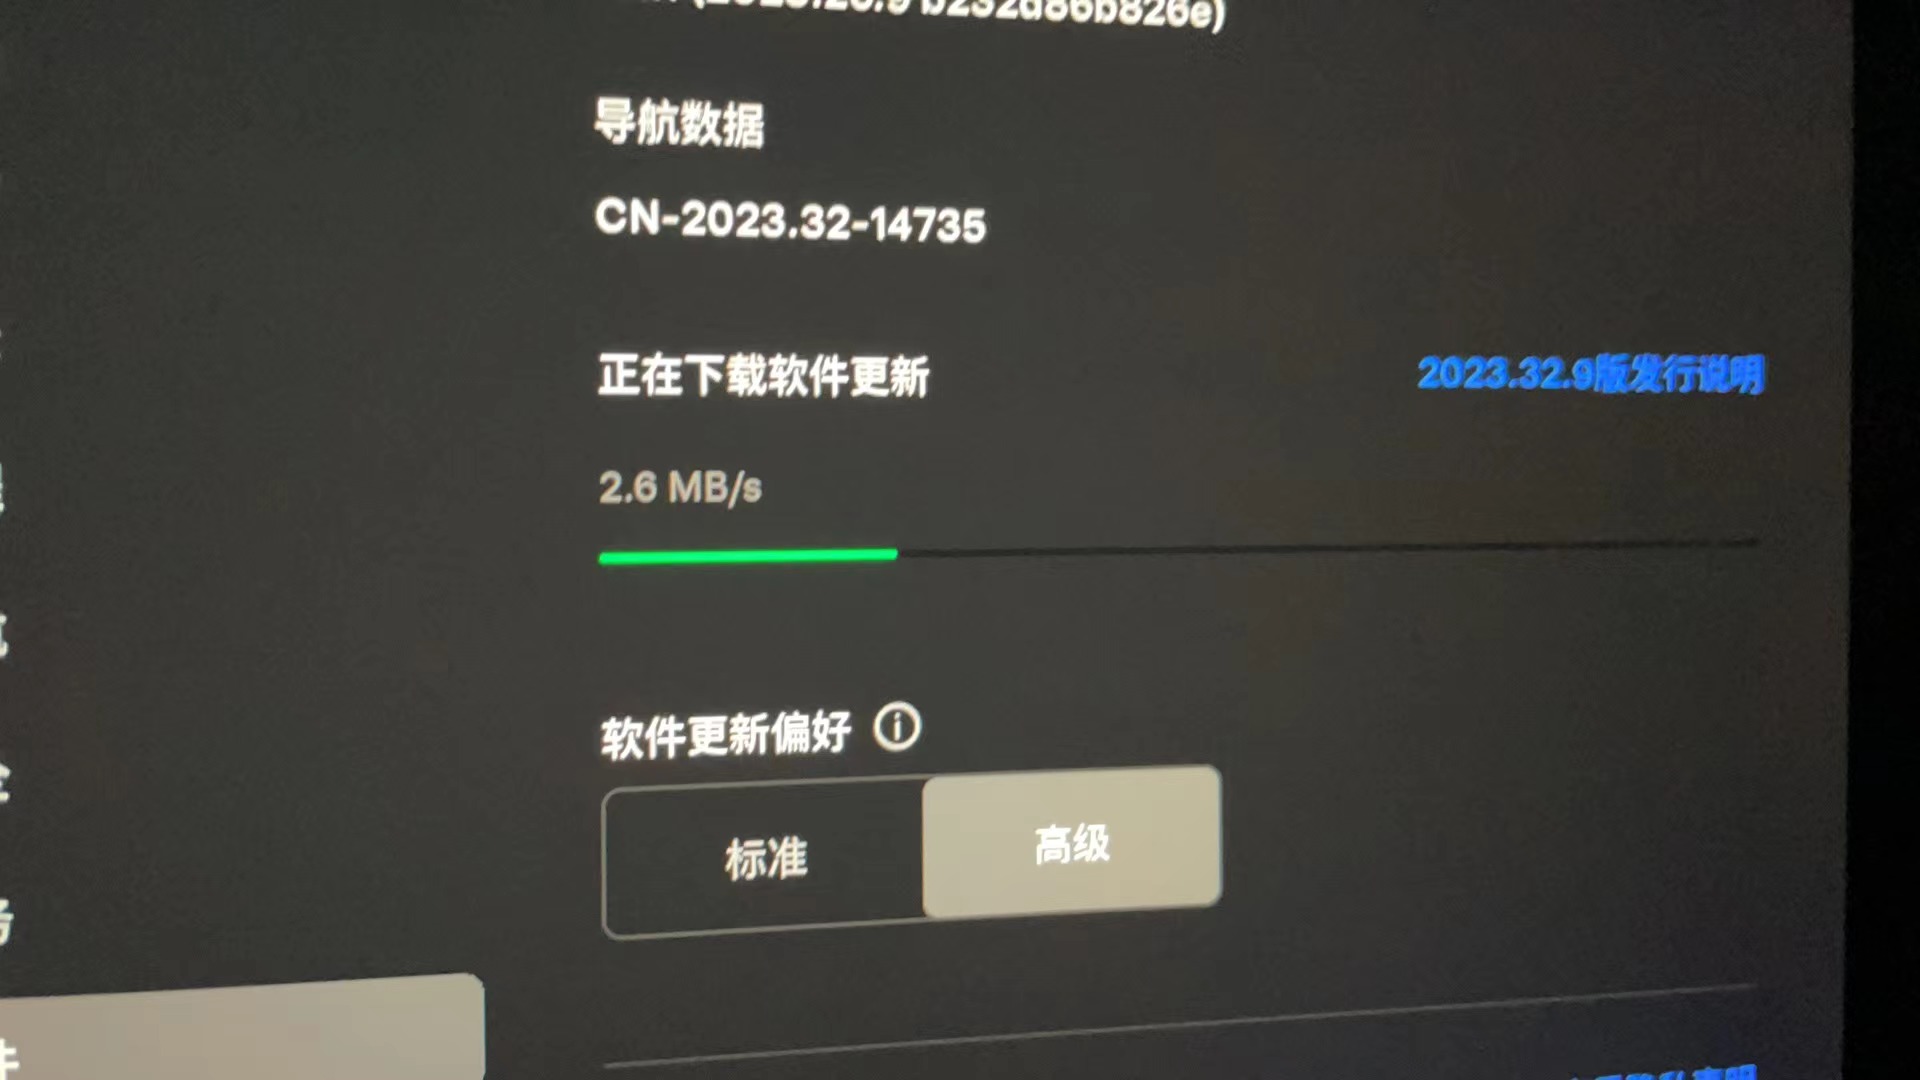 b232d86b826e)
导航数据
CN-2023.32-14735
正在下载软件更新
2023.32.9版发行说明
2.6 MB/s
软件更新偏好
标准
高级
件